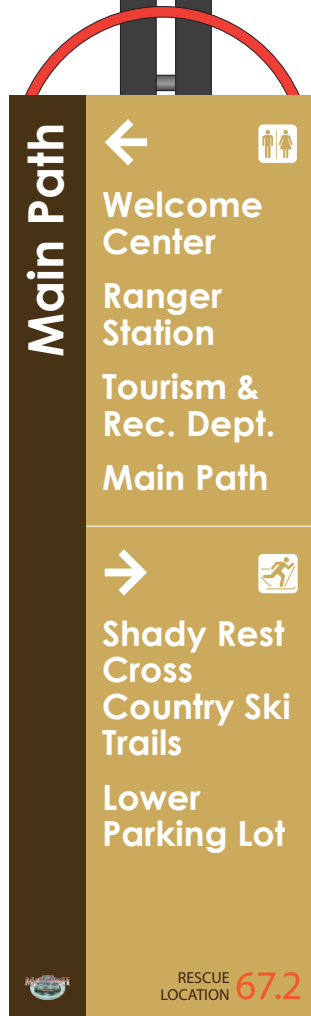 Main Path
Welcome
Center
Ranger
Station
Tourism &
Rec. Dept.
Main Path
Shady Rest
Cross
Country Ski
Trails
Lower
Parking Lot
RESCUE
LOCATION 67.2